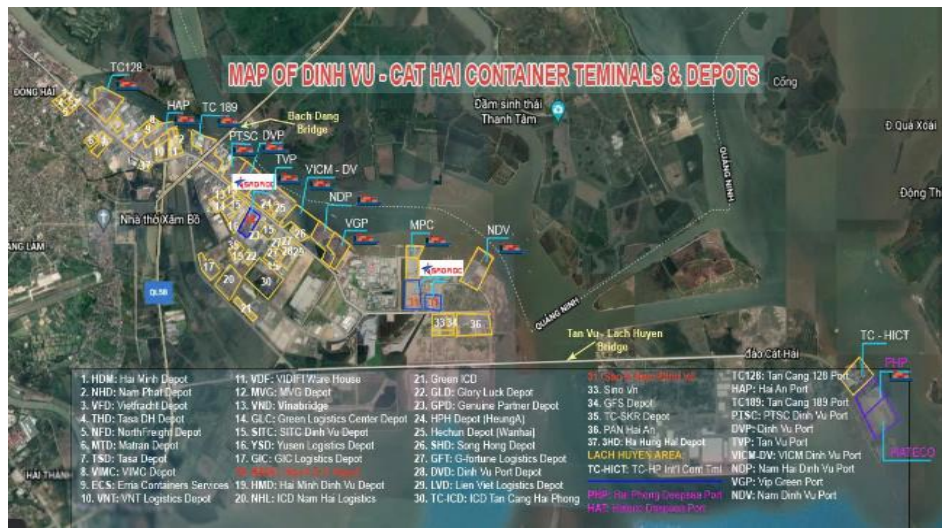 MAP OF DINH VU - CAT HAI CONTAINER TEMINALS & DEPOTS
TC128
ĐÔNG HẢI
HAP
TC 189
Bach Dang
Bridge
PTSC
DVP
TVP
VICM - DV
NDP
VGP
MPC
NDV
Đầm sinh thái
Thanh Tâm
Cống
Đ.Quả Xoài
QUẢNG NINH
Nhà thờ Xâm Bồ
QL5B
QUẢNG NINH
Tan Vu - Lach Huyen
Bridge
đảo Cát Hải
TC - HICT
PHP
HATECO
1. HDM: Hai Minh Depot
2. NHD: Nam Phat Depot
3. VFD: Vietfracht Depot
4. THD: Tasa DH Depot
5. NFD: NorthFreight Depot
6. MTD: Matran Depot
7. TSD: Tasa Depot
8. VIMC: VIMC Depot
9. ECS: Ema Containers Services
10. VNT: VNT Logistics Depot
11. VDF: VIDIFI Ware House
12. MVG: MVG Depot
13. VND: Vinabridge
14. GLC: Green Logistics Center Depot
15. SITC: SITC Dinh Vu Depot
16. YSD: Yusen Logistics Depot
17. GIC: GIC Logistics Depot
19. HMD: Hai Minh Dinh Vu Depot
20. NHL: ICD Nam Hai Logistics
21. Green ICD
22. GLD: Glory Luck Depot
23. GPD: Genuine Partner Depot
24. HPH Depot (HeungA)
25. Hechun Depot (Wanhai)
26. SHD: Song Hong Depot
27. GFT: G-fortune Logistics Depot
28. DVD: Dinh Vu Port Depot
29. LVD: Lien Viet Logistics Depot
30. TC-ICD: ICD Tan Cang Hai Phong
33. Sino Vn
34. GFS Depot
35. TC-SKR Depot
36. PAN Hai An
37. 3HD: Ha Hung Hai Depot
LACH HUYEN AREA:
TC-HICT: TC-HP Int'l Com Tml
PHP: Hai Phong Deepsea Port
HAT: Hateco Deepsea Port
TC128: Tan Cang 128 Port
HAP: Hai An Port
TC189: Tan Cang 189 Port
PTSC: PTSC Dinh Vu Port
DVP: Dinh Vu Port
TVP: Tan Vu Port
VICM-DV: VICM Dinh Vu Port
NDP: Nam Hai Dinh Vu Port
VGP: Vip Green Port
NDV: Nam Dinh Vu Port